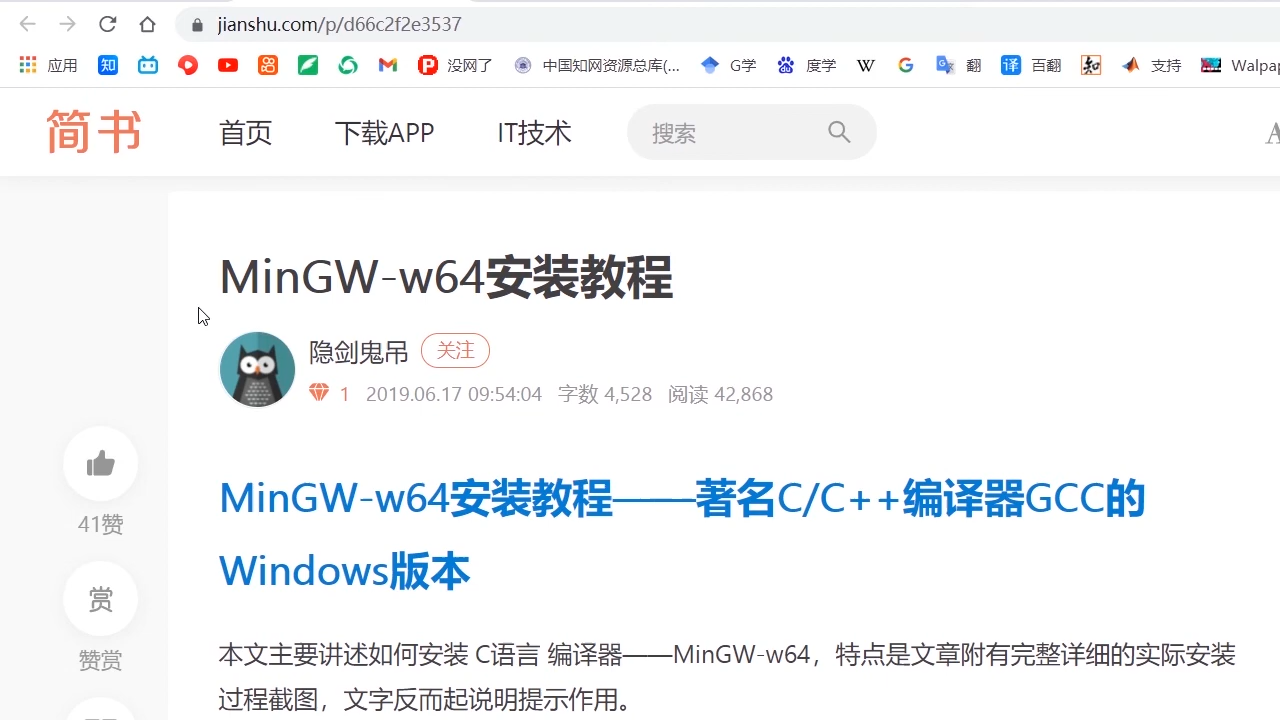 jianshu.com/p/d66c2f2e3537
应用 知 没网了 中国知网资源总库(... G学 度学 W G 翻 译 百翻 知 支持 Walpap
简书 首页 下载APP IT技术 搜索
MinGW-w64安装教程
隐剑鬼吊 关注
1 2019.06.17 09:54:04 字数 4,528 阅读 42,868
MinGW-w64安装教程——著名C/C++编译器GCC的
Windows版本
41赞
赏
赞赏
本文主要讲述如何安装 C语言 编译器——MinGW-w64，特点是文章附有完整详细的实际安装
过程截图，文字反而起说明提示作用。